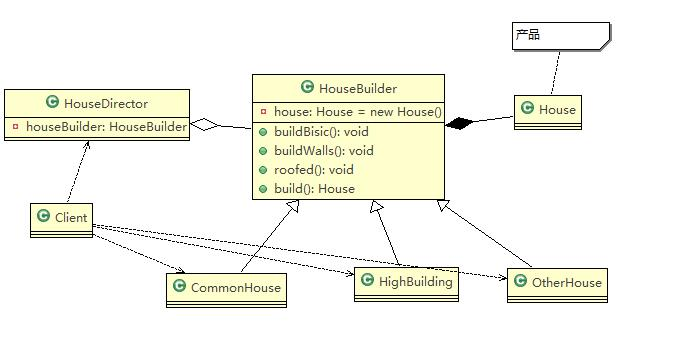 产品
HouseBuilder
house: House = new House()
buildBisic(): void
buildWalls(): void
roofed(): void
build(): House
HouseDirector
houseBuilder: HouseBuilder
House
Client
CommonHouse
HighBuilding
OtherHouse